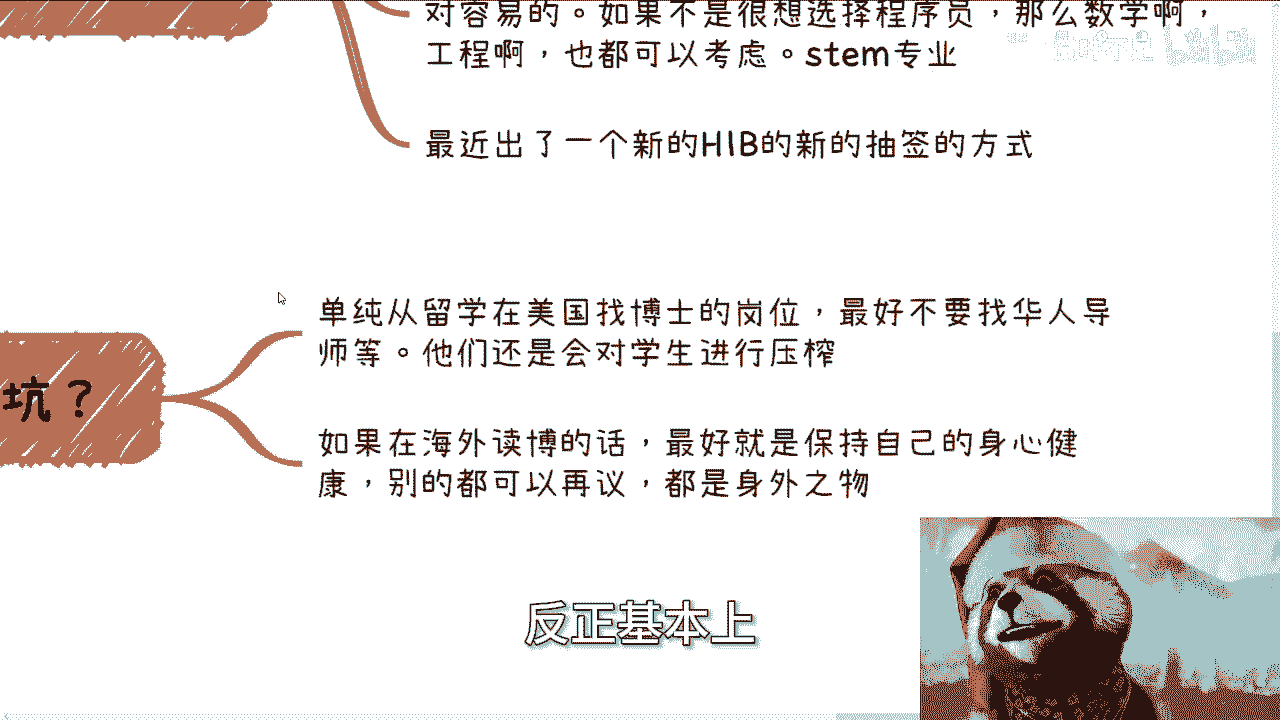 对容易的。如果不是很想选择程序员，那么数学啊，
工程啊，也都可以考虑。stem专业
最近出了一个新的H1B的新的抽签的方式
单纯从留学在美国找博士的岗位，最好不要找华人导
师等。他们还是会对学生进行压榨
坑？
如果在海外读博的话，最好就是保持自己的身心健
康，别的都可以再议，都是身外之物
反正基本上